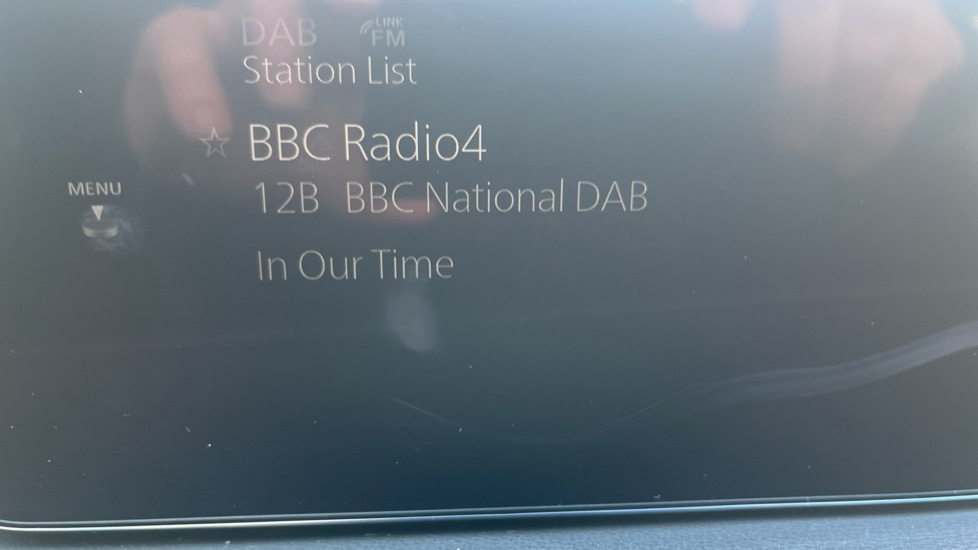 DAB LINK FM
Station List
BBC Radio4
MENU
12B BBC National DAB
In Our Time